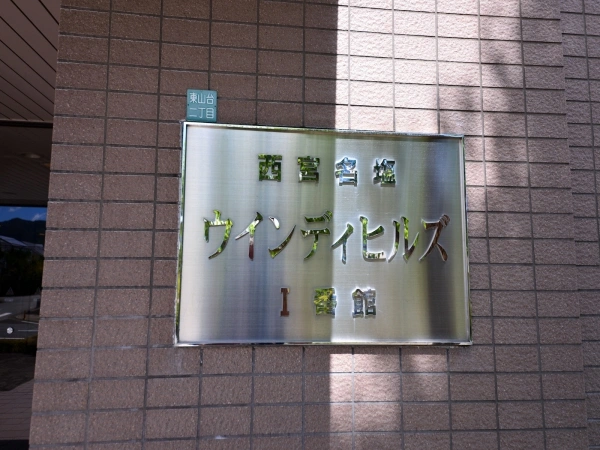 東山台
二丁目
西宮名塩
ウインディヒルズ
I番館